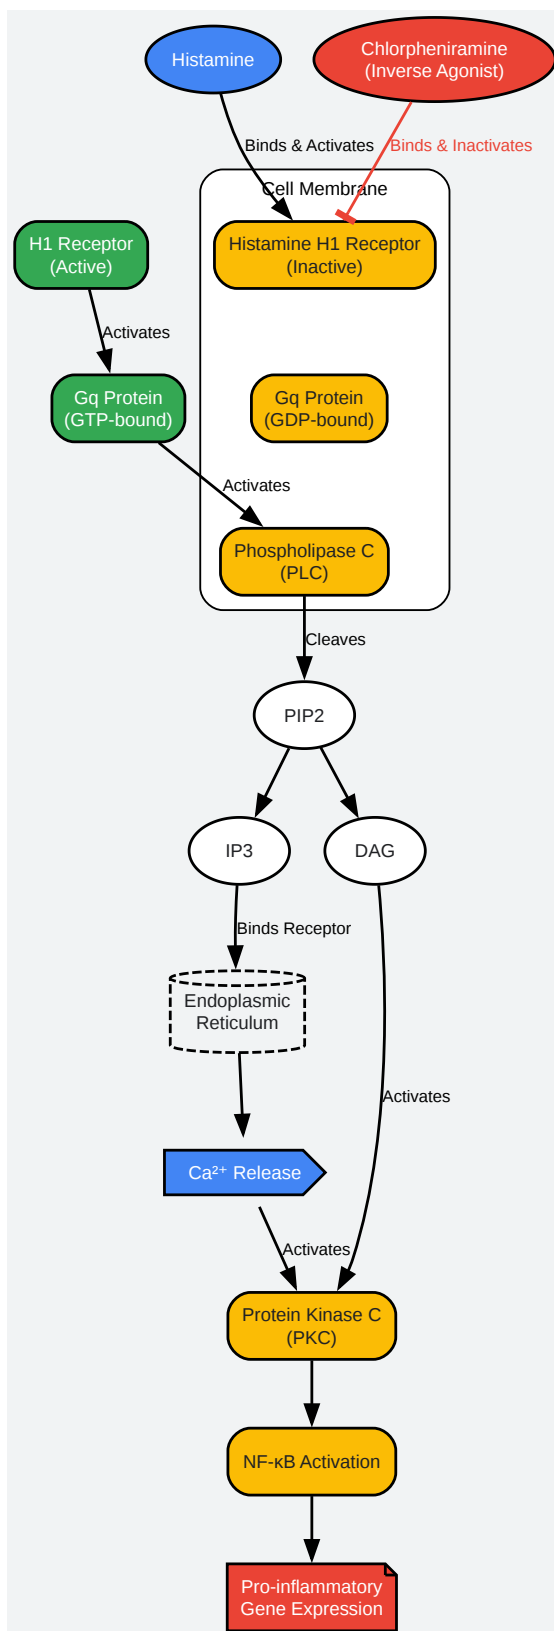 Histamine
Chlorpheniramine
(Inverse Agonist)
Binds & Activates
Binds & Inactivates
Cell Membrane
H1 Receptor
(Active)
Histamine H1 Receptor
(Inactive)
Activates
Gq Protein
(GTP-bound)
Gq Protein
(GDP-bound)
Activates
Phospholipase C
(PLC)
Cleaves
PIP2
IP3
DAG
Binds Receptor
Endoplasmic
Reticulum
Activates
Ca²⁺ Release
Activates
Protein Kinase C
(PKC)
NF-κB Activation
Pro-inflammatory
Gene Expression